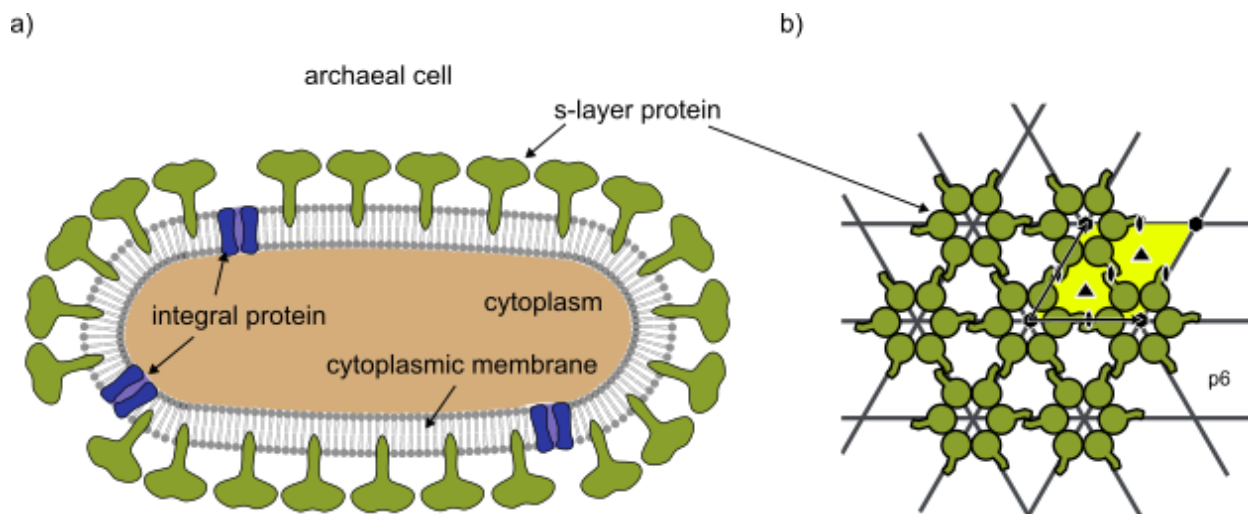 a)
b)
archaeal cell
s-layer protein
cytoplasm
integral protein
cytoplasmic membrane
p6